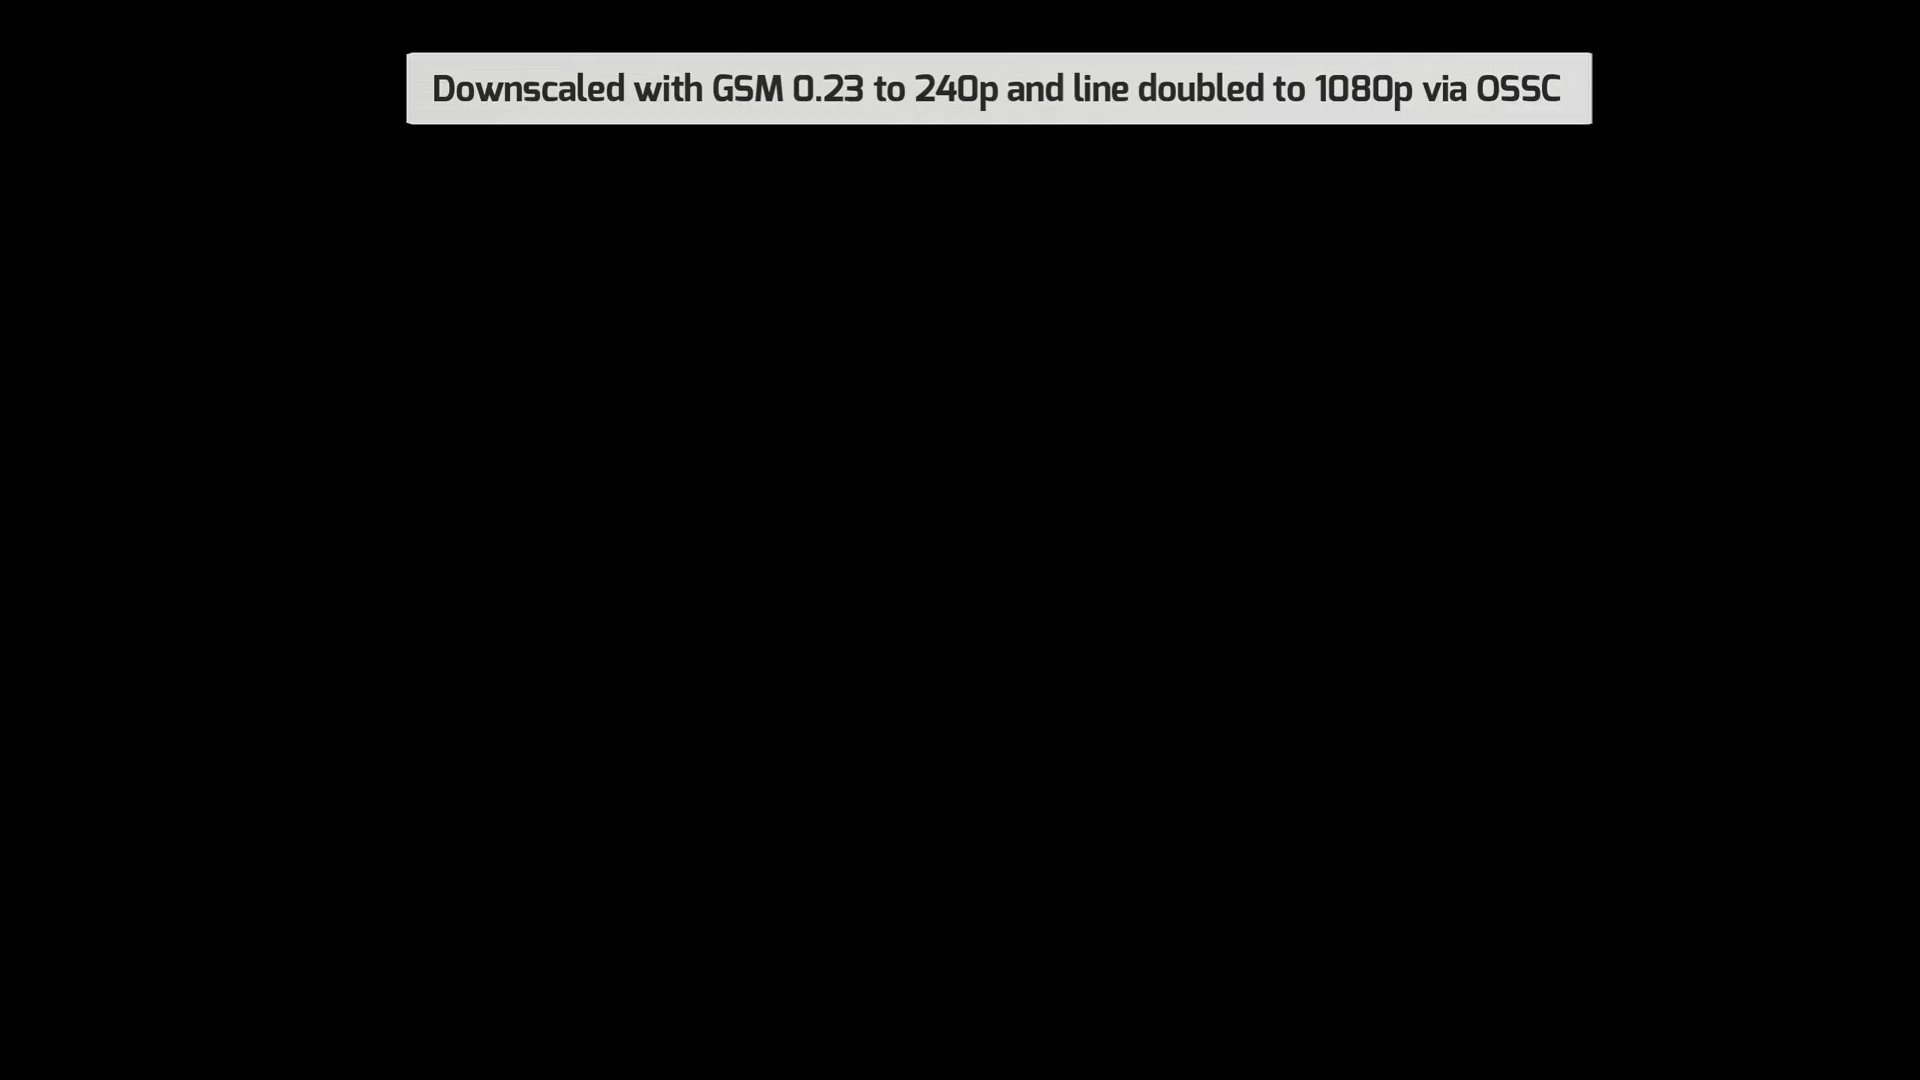 Downscaled with GSM 0.23 to 240p and line doubled to 1080p via OSSC